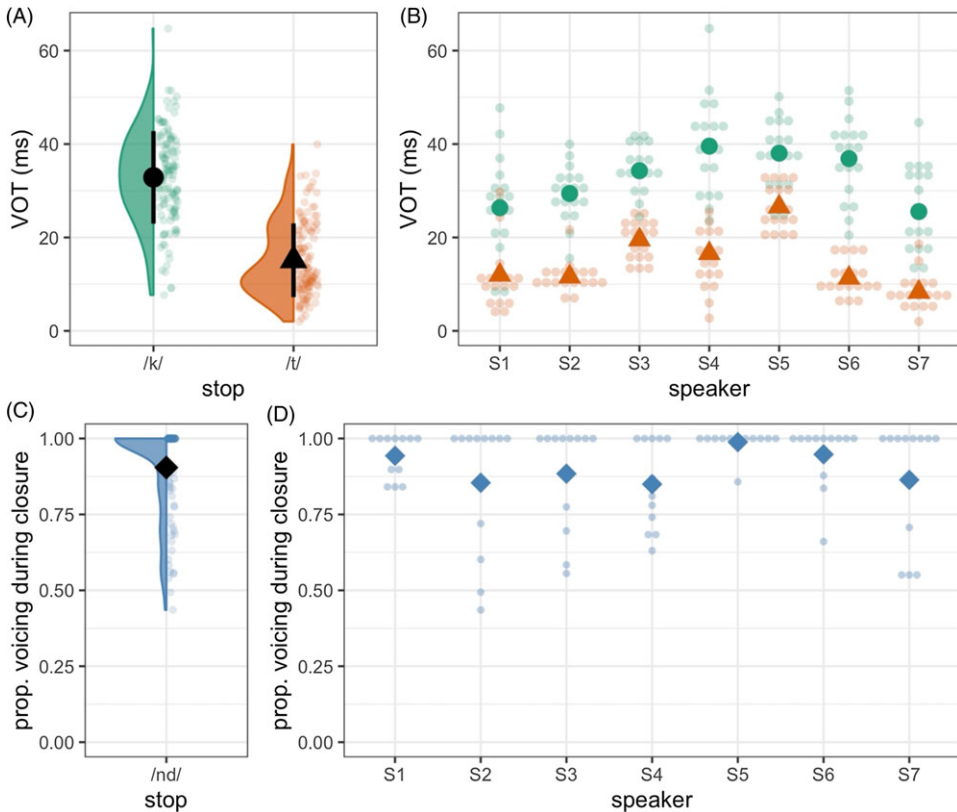 (A)
VOT (ms)
60
40
20
0
/k/ /t/
stop
(B)
VOT (ms)
60
40
20
0
S1 S2 S3 S4 S5 S6 S7
speaker
(C)
prop. voicing during closure
1.00
0.75
0.50
0.25
0.00
/nd/
stop
(D)
prop. voicing during closure
1.00
0.75
0.50
0.25
0.00
S1 S2 S3 S4 S5 S6 S7
speaker